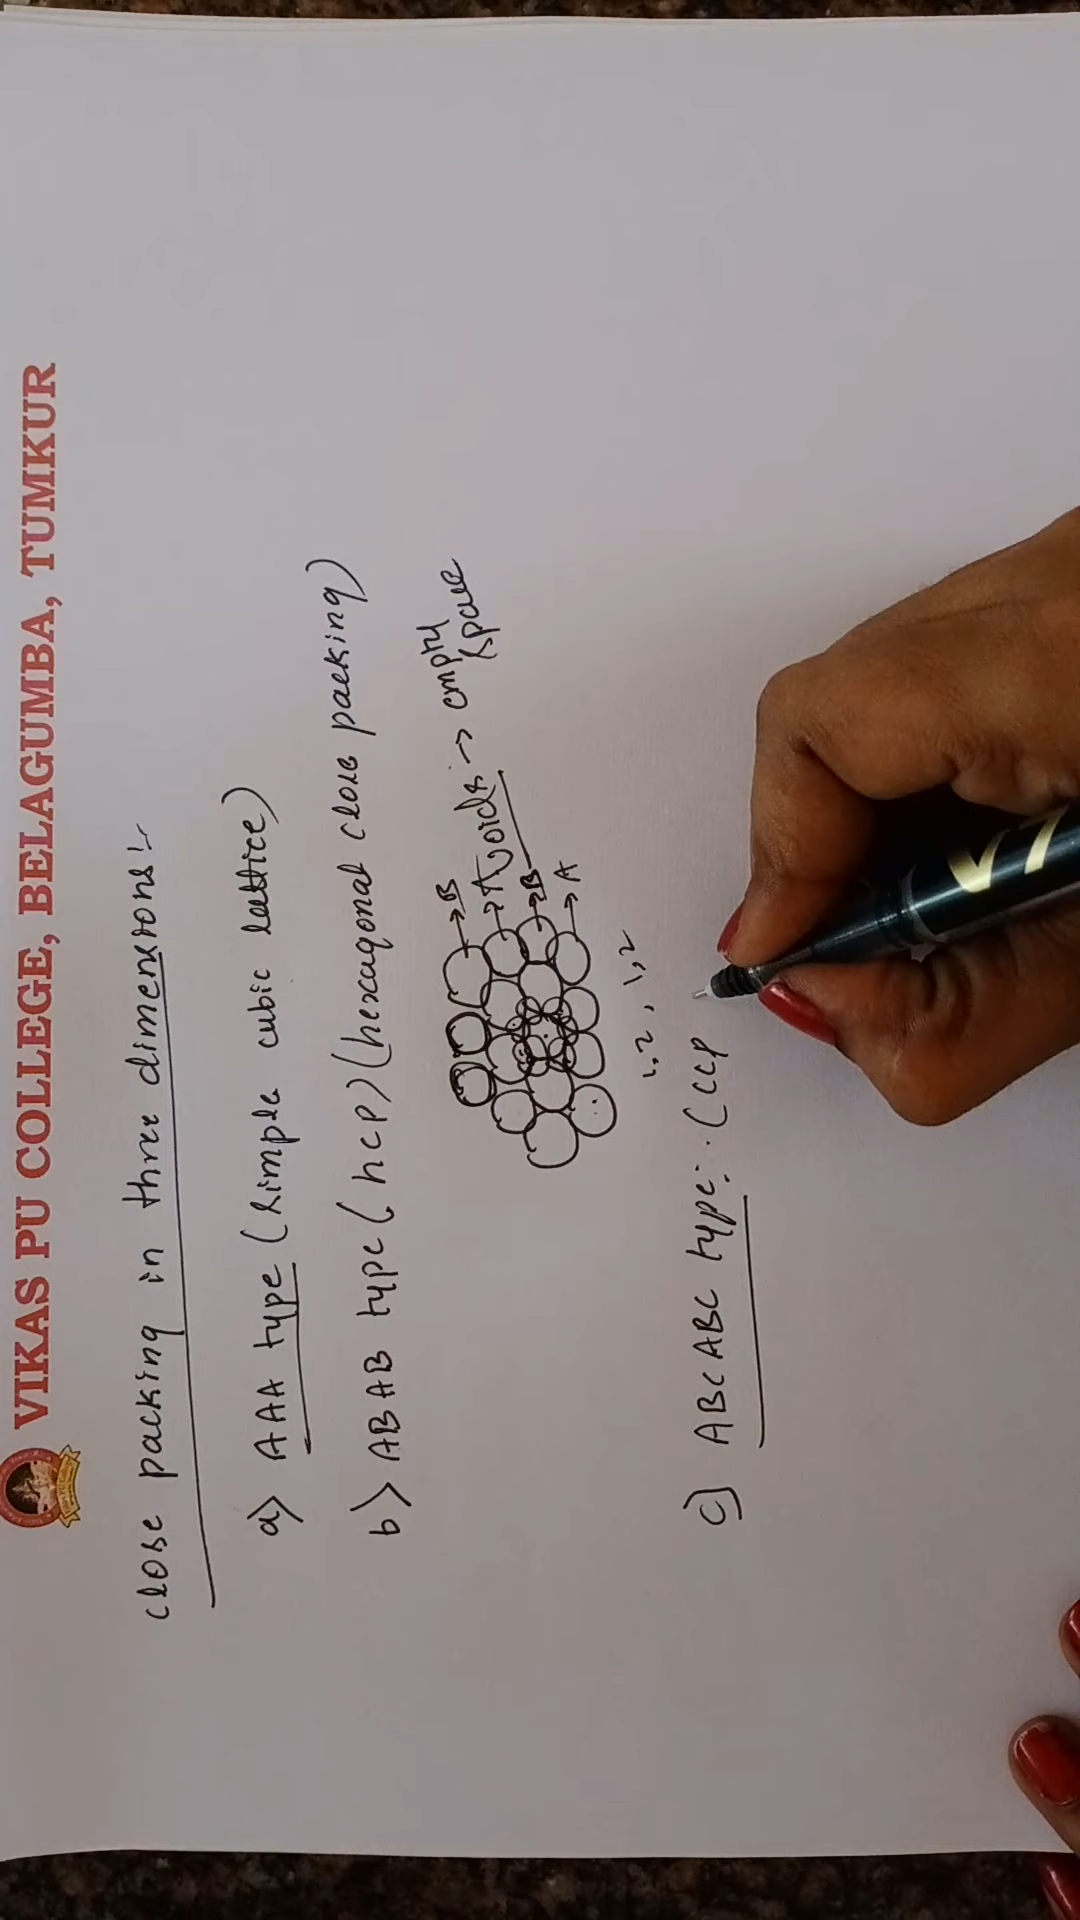 VIKAS PU COLLEGE, BELAGUMBA, TUMKUR
close packing in three dimensions:-
a) AAA type (simple cubic lattice)
b) ABAB type (hcp) (hexagonal close packing)
→B
→A voids → empty space
→B
→A
1,2, 1,2
c) ABCABC type: (ccp